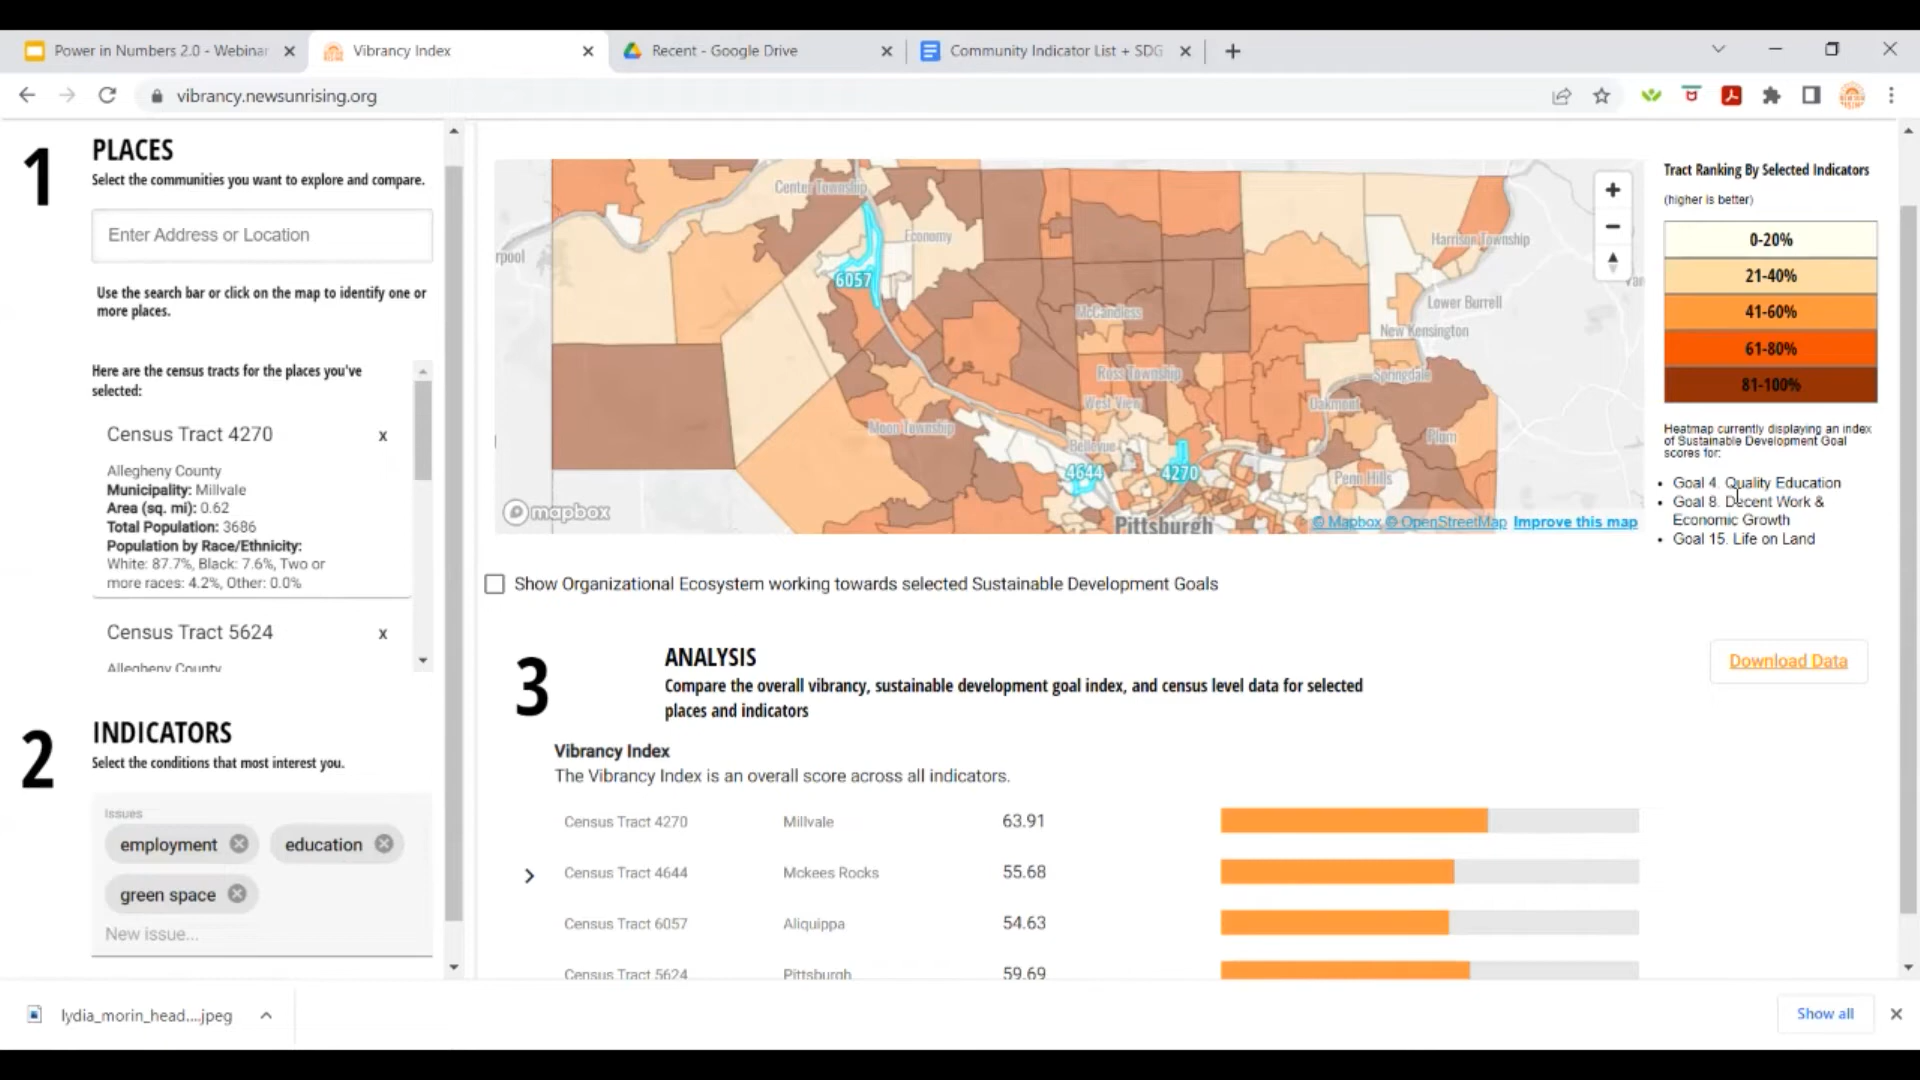 Power in Numbers 2.0 - Webinar
Vibrancy Index
Recent - Google Drive
Community Indicator List + SDG
vibrancy.newsunrising.org
1
PLACES
Select the communities you want to explore and compare.
Enter Address or Location
Use the search bar or click on the map to identify one or
more places.
Here are the census tracts for the places you've
selected:
Census Tract 4270
x
Allegheny County
Municipality: Millvale
Area (sq. mi): 0.62
Total Population: 3686
Population by Race/Ethnicity:
White: 87.7%, Black: 7.6%, Two or
more races: 4.2%, Other: 0.0%
Census Tract 5624
x
Allegheny County
2
INDICATORS
Select the conditions that most interest you.
Issues
employment
education
green space
New issue...
Center Township
Economy
rpool
6057
Harrison Township
Lower Burrell
McCandless
New Kensington
Ross Township
Springdale
West View
Oakmont
Moon Township
Bellevue
Plum
4644
4270
Penn Hills
Pittsburgh
mapbox
© Mapbox © OpenStreetMap Improve this map
Tract Ranking By Selected Indicators
(higher is better)
0-20%
21-40%
41-60%
61-80%
81-100%
Heatmap currently displaying an index
of Sustainable Development Goal
scores for:
Goal 4. Quality Education
Goal 8. Decent Work &
Economic Growth
Goal 15. Life on Land
Show Organizational Ecosystem working towards selected Sustainable Development Goals
3
ANALYSIS
Compare the overall vibrancy, sustainable development goal index, and census level data for selected
places and indicators
Download Data
Vibrancy Index
The Vibrancy Index is an overall score across all indicators.
Census Tract 4270 Millvale 63.91
Census Tract 4644 Mckees Rocks 55.68
Census Tract 6057 Aliquippa 54.63
Census Tract 5624 Pittsburgh 59.69
lydia_morin_head....jpeg
Show all